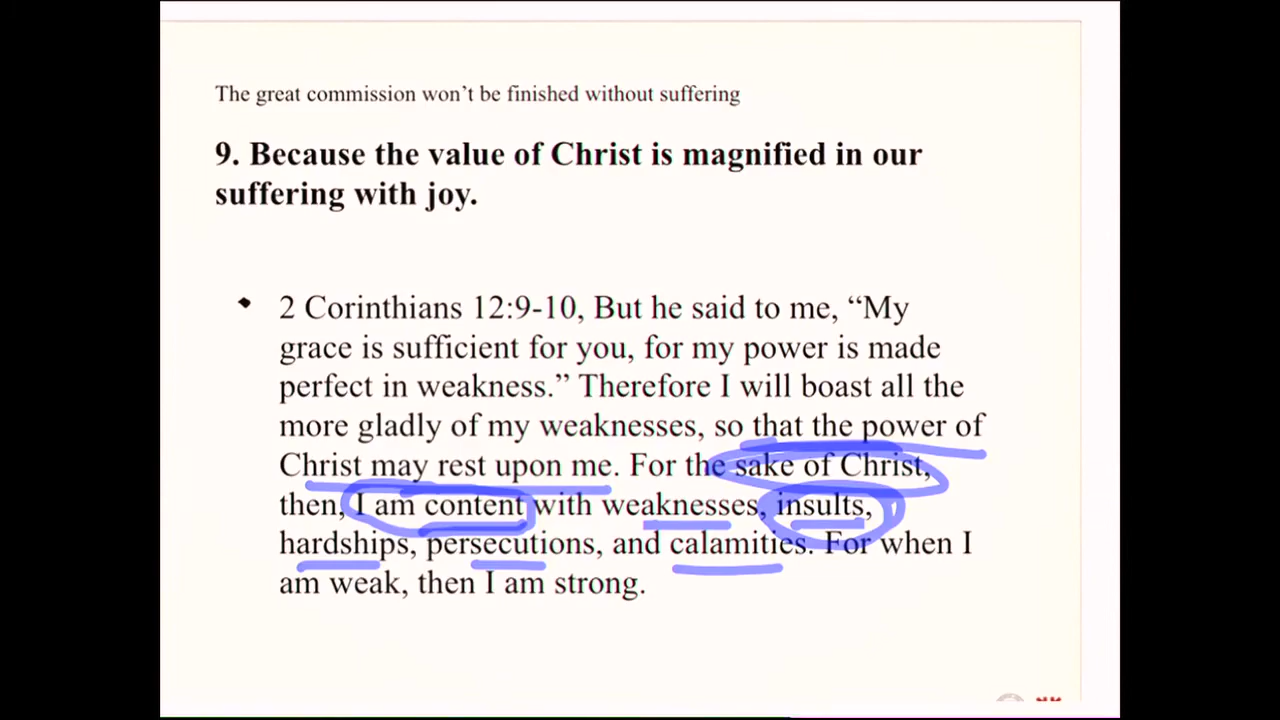 The great commission won’t be finished without suffering
9. Because the value of Christ is magnified in our
suffering with joy.
2 Corinthians 12:9-10, But he said to me, “My
grace is sufficient for you, for my power is made
perfect in weakness.” Therefore I will boast all the
more gladly of my weaknesses, so that the power of
Christ may rest upon me. For the sake of Christ,
then, I am content with weaknesses, insults,
hardships, persecutions, and calamities. For when I
am weak, then I am strong.